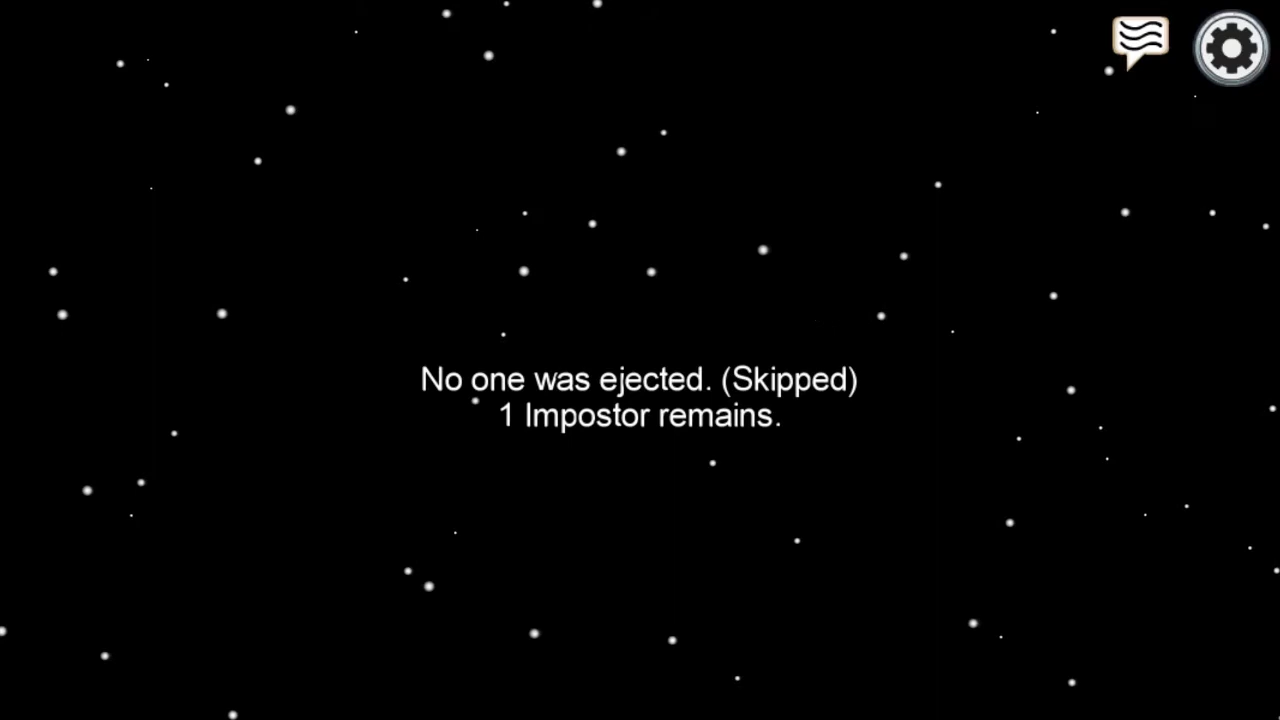 No one was ejected. (Skipped)
1 Impostor remains.